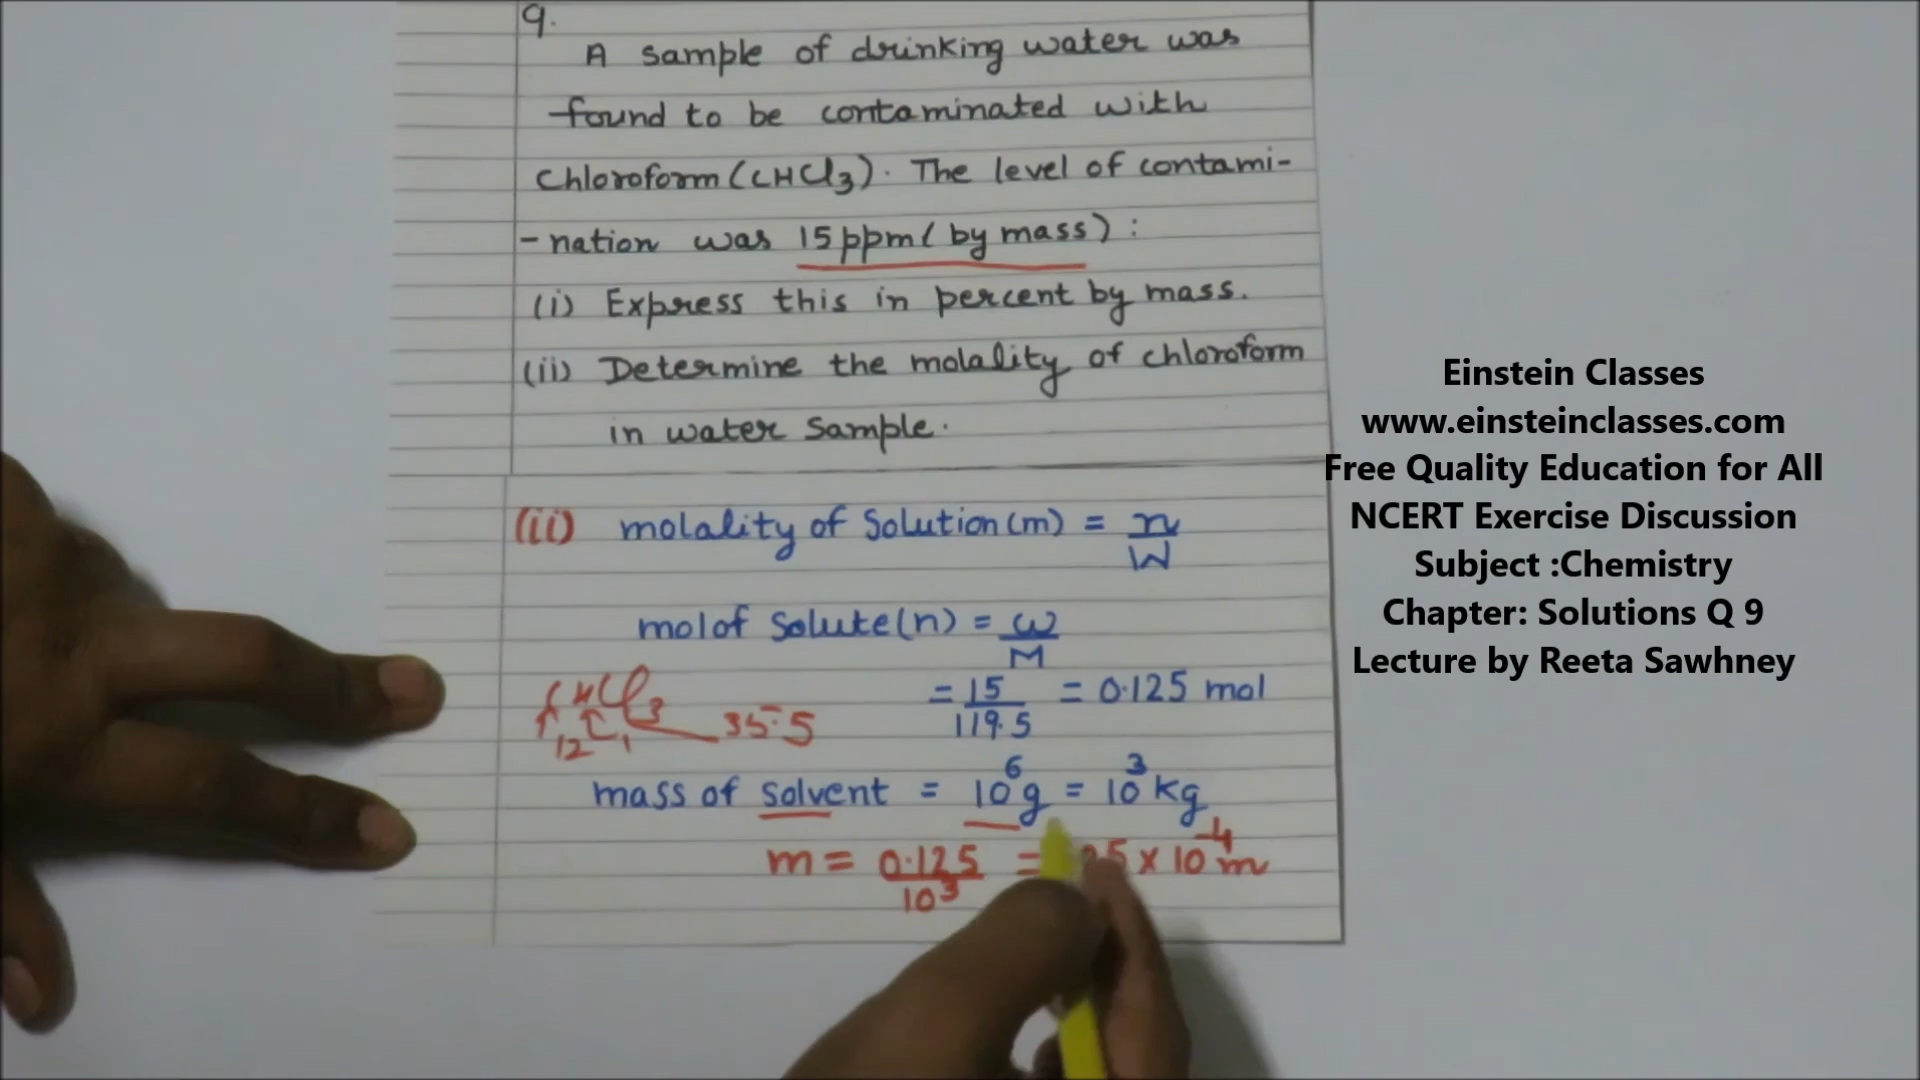 9.
A sample of drinking water was
found to be contaminated with
Chloroform (CHCl3). The level of contami-
-nation was 15ppm (by mass) :
(i) Express this in percent by mass.
(ii) Determine the molality of chloroform
in water sample.
(ii) molality of Solution(m) = n/W
mol of Solute(n) = w/M
= 15/119.5 = 0.125 mol
CHCl3
12 1 35.5
mass of solvent = 10^6 g = 10^3 kg
m = 0.125/10^3 = 25 x 10^-4 m
Einstein Classes
www.einsteinclasses.com
Free Quality Education for All
NCERT Exercise Discussion
Subject :Chemistry
Chapter: Solutions Q 9
Lecture by Reeta Sawhney